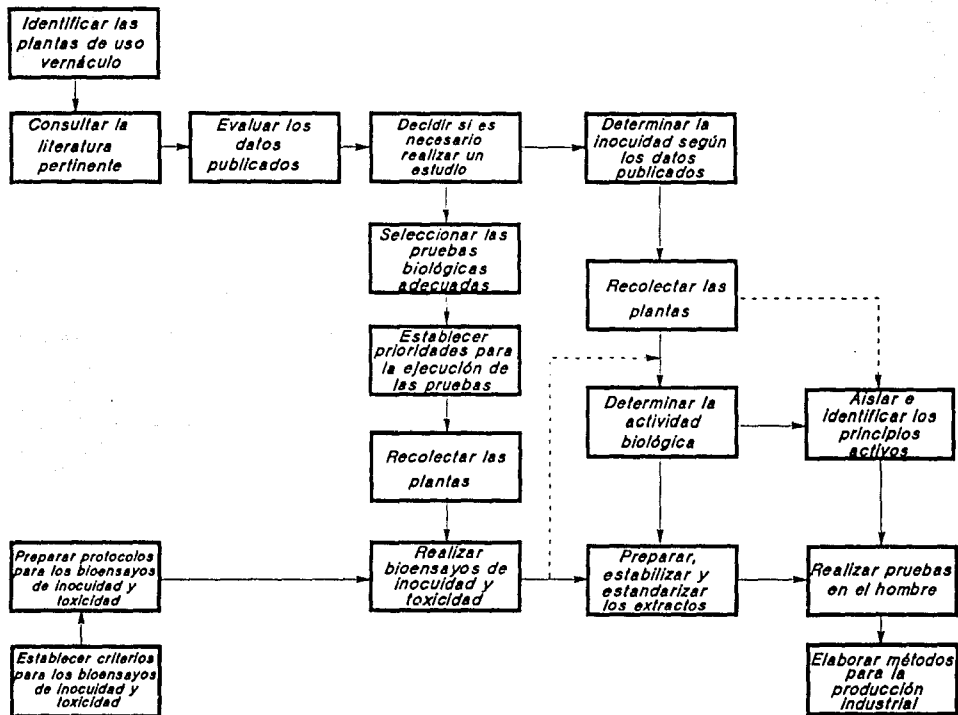 Identificar las
plantas de uso
vernáculo
Consultar la
literatura
pertinente
Evaluar los
datos
publicados
Decidir si es
necesario
realizar un
estudio
Determinar la
inocuidad según
los datos
publicados
Seleccionar las
pruebas
biológicas
adecuadas
Recolectar las
plantas
Establecer
prioridades para
la ejecución de
las pruebas
Determinar la
actividad
biológica
Aislar e
identificar los
principios
activos
Recolectar las
plantas
Preparar protocolos
para los bioensayos
de inocuidad y
toxicidad
Realizar
bioensayos de
inocuidad y
toxicidad
Preparar,
estabilizar y
estandarizar
los extractos
Realizar pruebas
en el hombre
Establecer criterios
para los bioensayos
de inocuidad y
toxicidad
Elaborar métodos
para la
producción
industrial